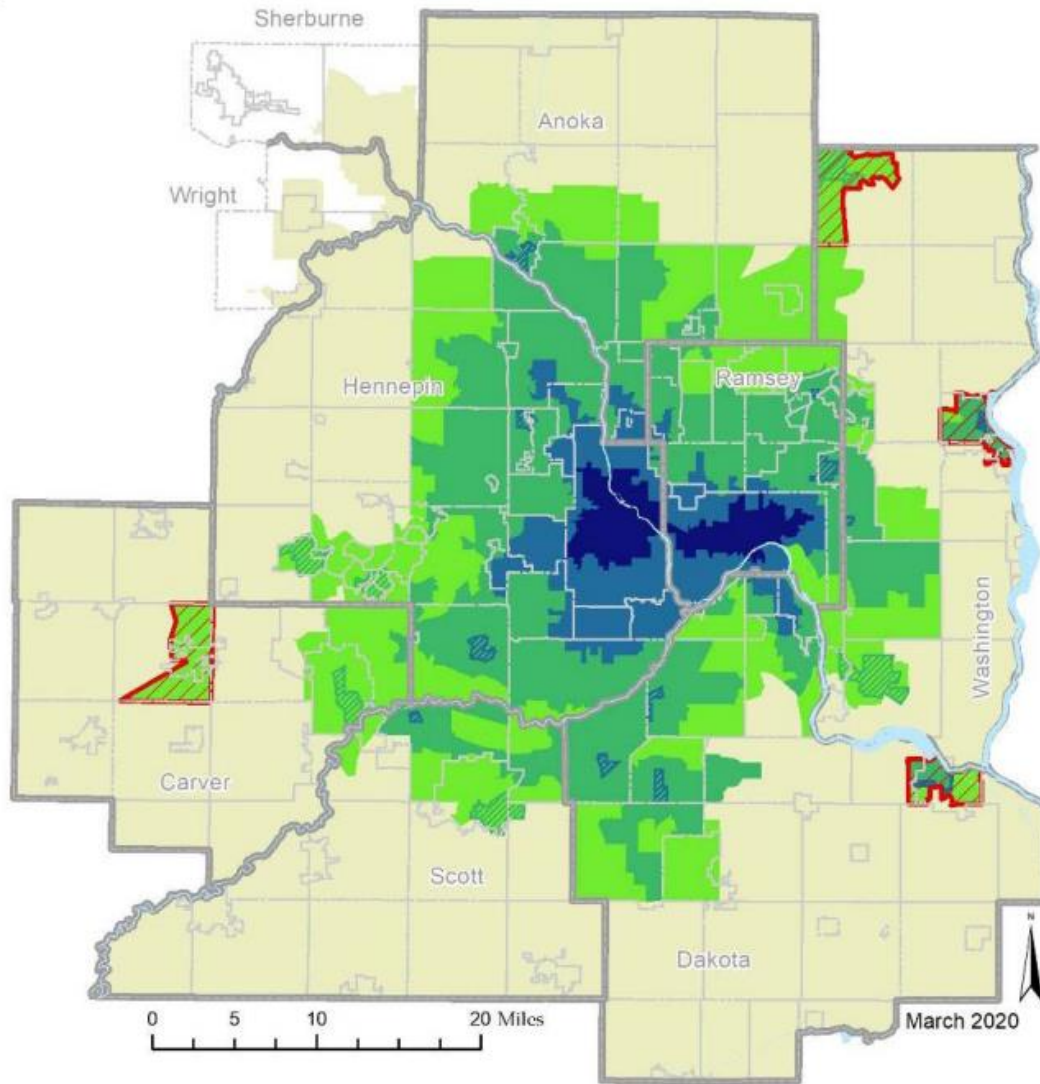 Sherburne
Anoka
Wright
Hennepin
Ramsey
Washington
Carver
Scott
Dakota
N
0 5 10 20 Miles
March 2020